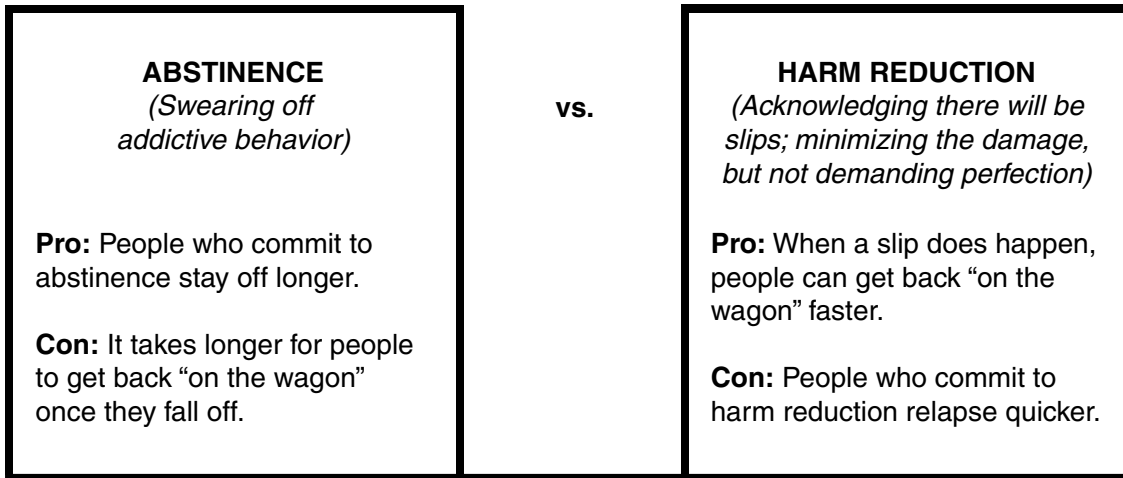 ABSTINENCE
(Swearing off
addictive behavior)
Pro: People who commit to
abstinence stay off longer.
Con: It takes longer for people
to get back “on the wagon”
once they fall off.
vs.
HARM REDUCTION
(Acknowledging there will be
slips; minimizing the damage,
but not demanding perfection)
Pro: When a slip does happen,
people can get back “on the
wagon” faster.
Con: People who commit to
harm reduction relapse quicker.